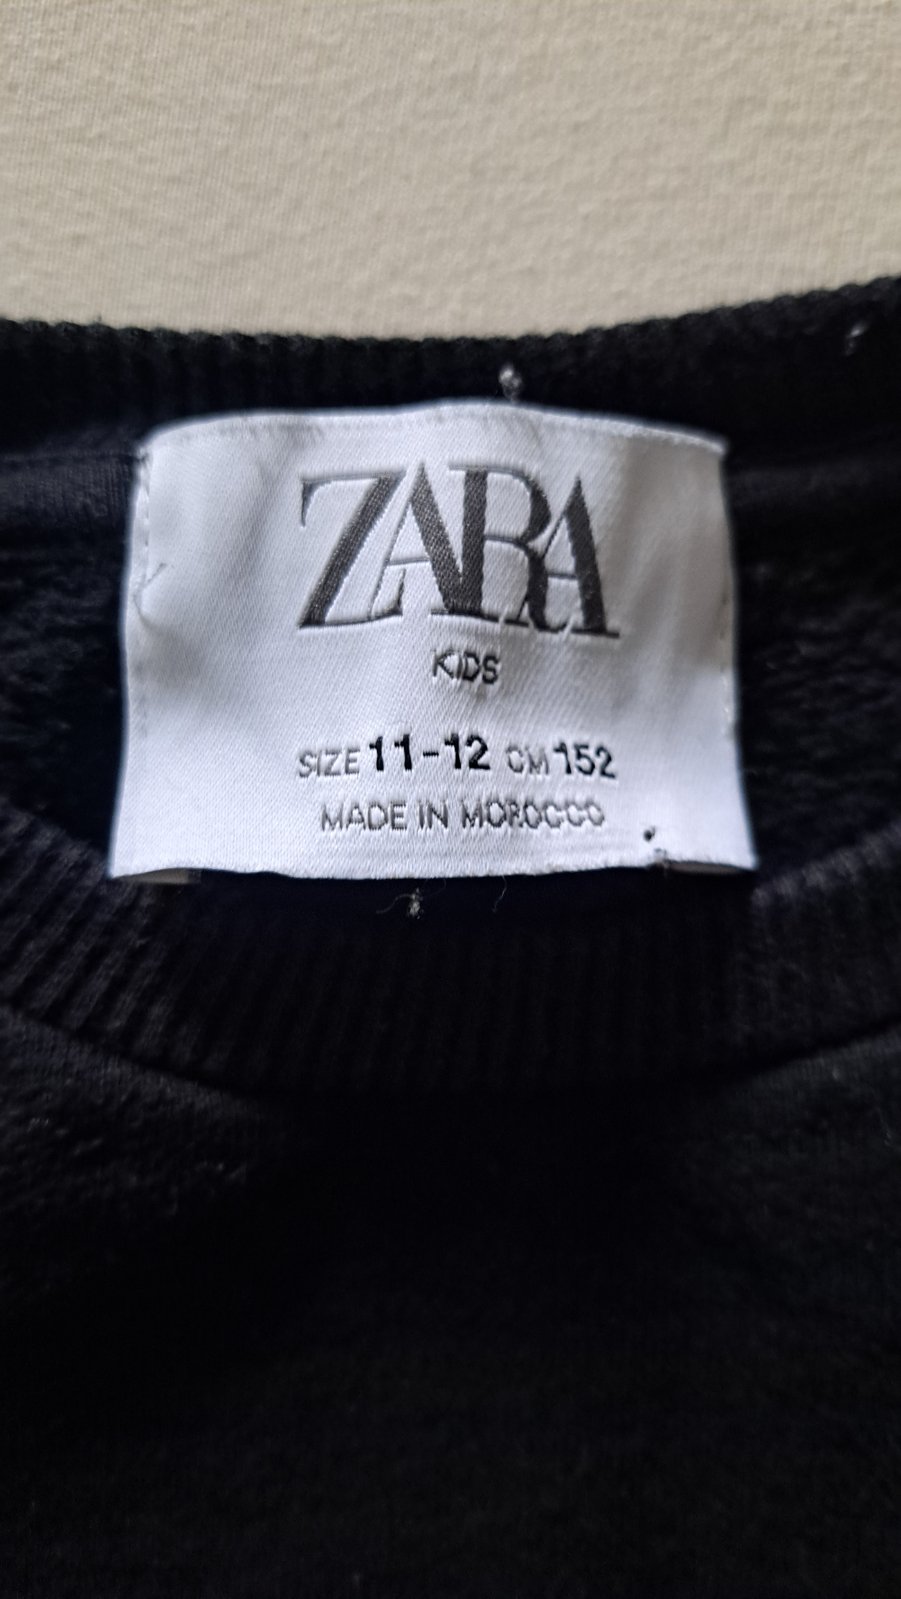 ZARA
KIDS
SIZE 11-12 CM 152
MADE IN MOROCCO